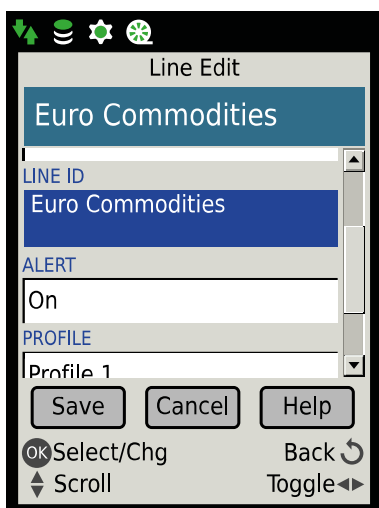 Line Edit
Euro Commodities
LINE ID
Euro Commodities
ALERT
On
PROFILE
Profile 1
Save Cancel Help
OK Select/Chg Back
Scroll Toggle